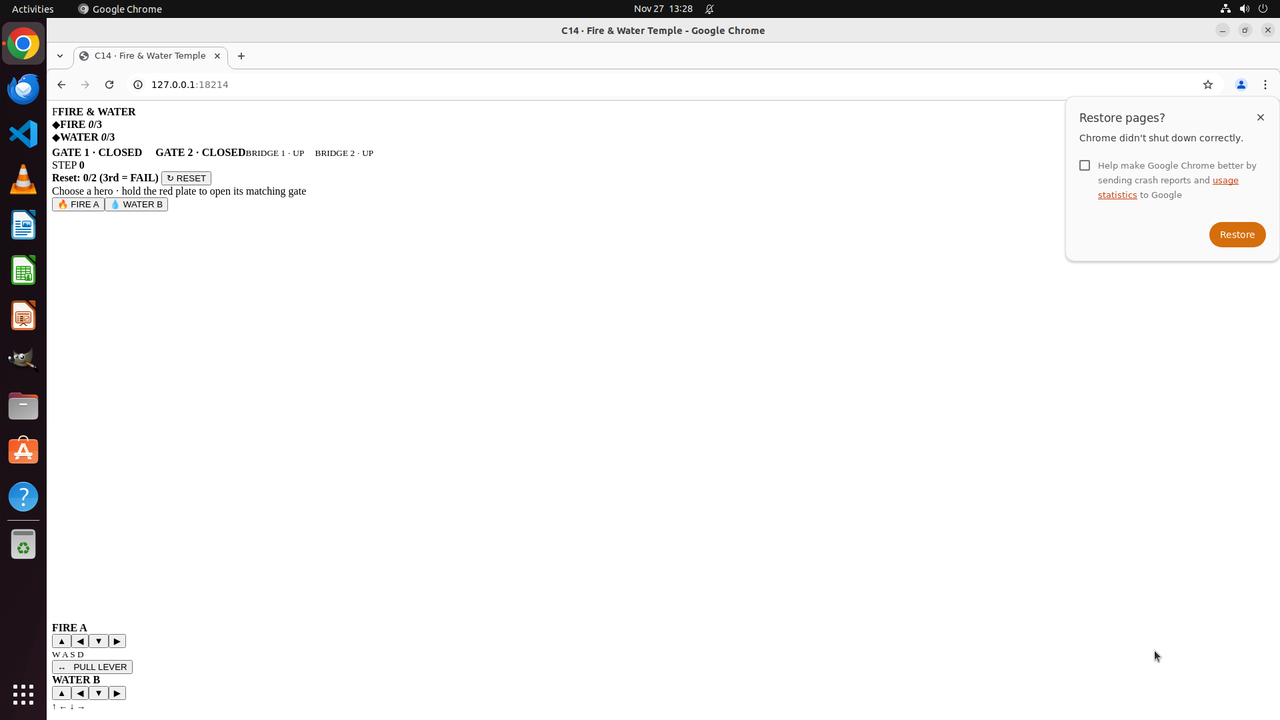 Activities
Google Chrome
Nov 27 13:28
C14 · Fire & Water Temple - Google Chrome
C14 · Fire & Water Temple
127.0.0.1:18214
FFIRE & WATER
◆FIRE 0/3
◆WATER 0/3
GATE 1 · CLOSED GATE 2 · CLOSEDBRIDGE 1 · UP BRIDGE 2 · UP
STEP 0
Reset: 0/2 (3rd = FAIL) ↻ RESET
Choose a hero · hold the red plate to open its matching gate
🔥 FIRE A 💧 WATER B
Restore pages?
Chrome didn't shut down correctly.
Help make Google Chrome better by
sending crash reports and usage
statistics to Google
Restore
FIRE A
▲ ◀ ▼ ▶
W A S D
↔ PULL LEVER
WATER B
▲ ◀ ▼ ▶
↑ ← ↓ →